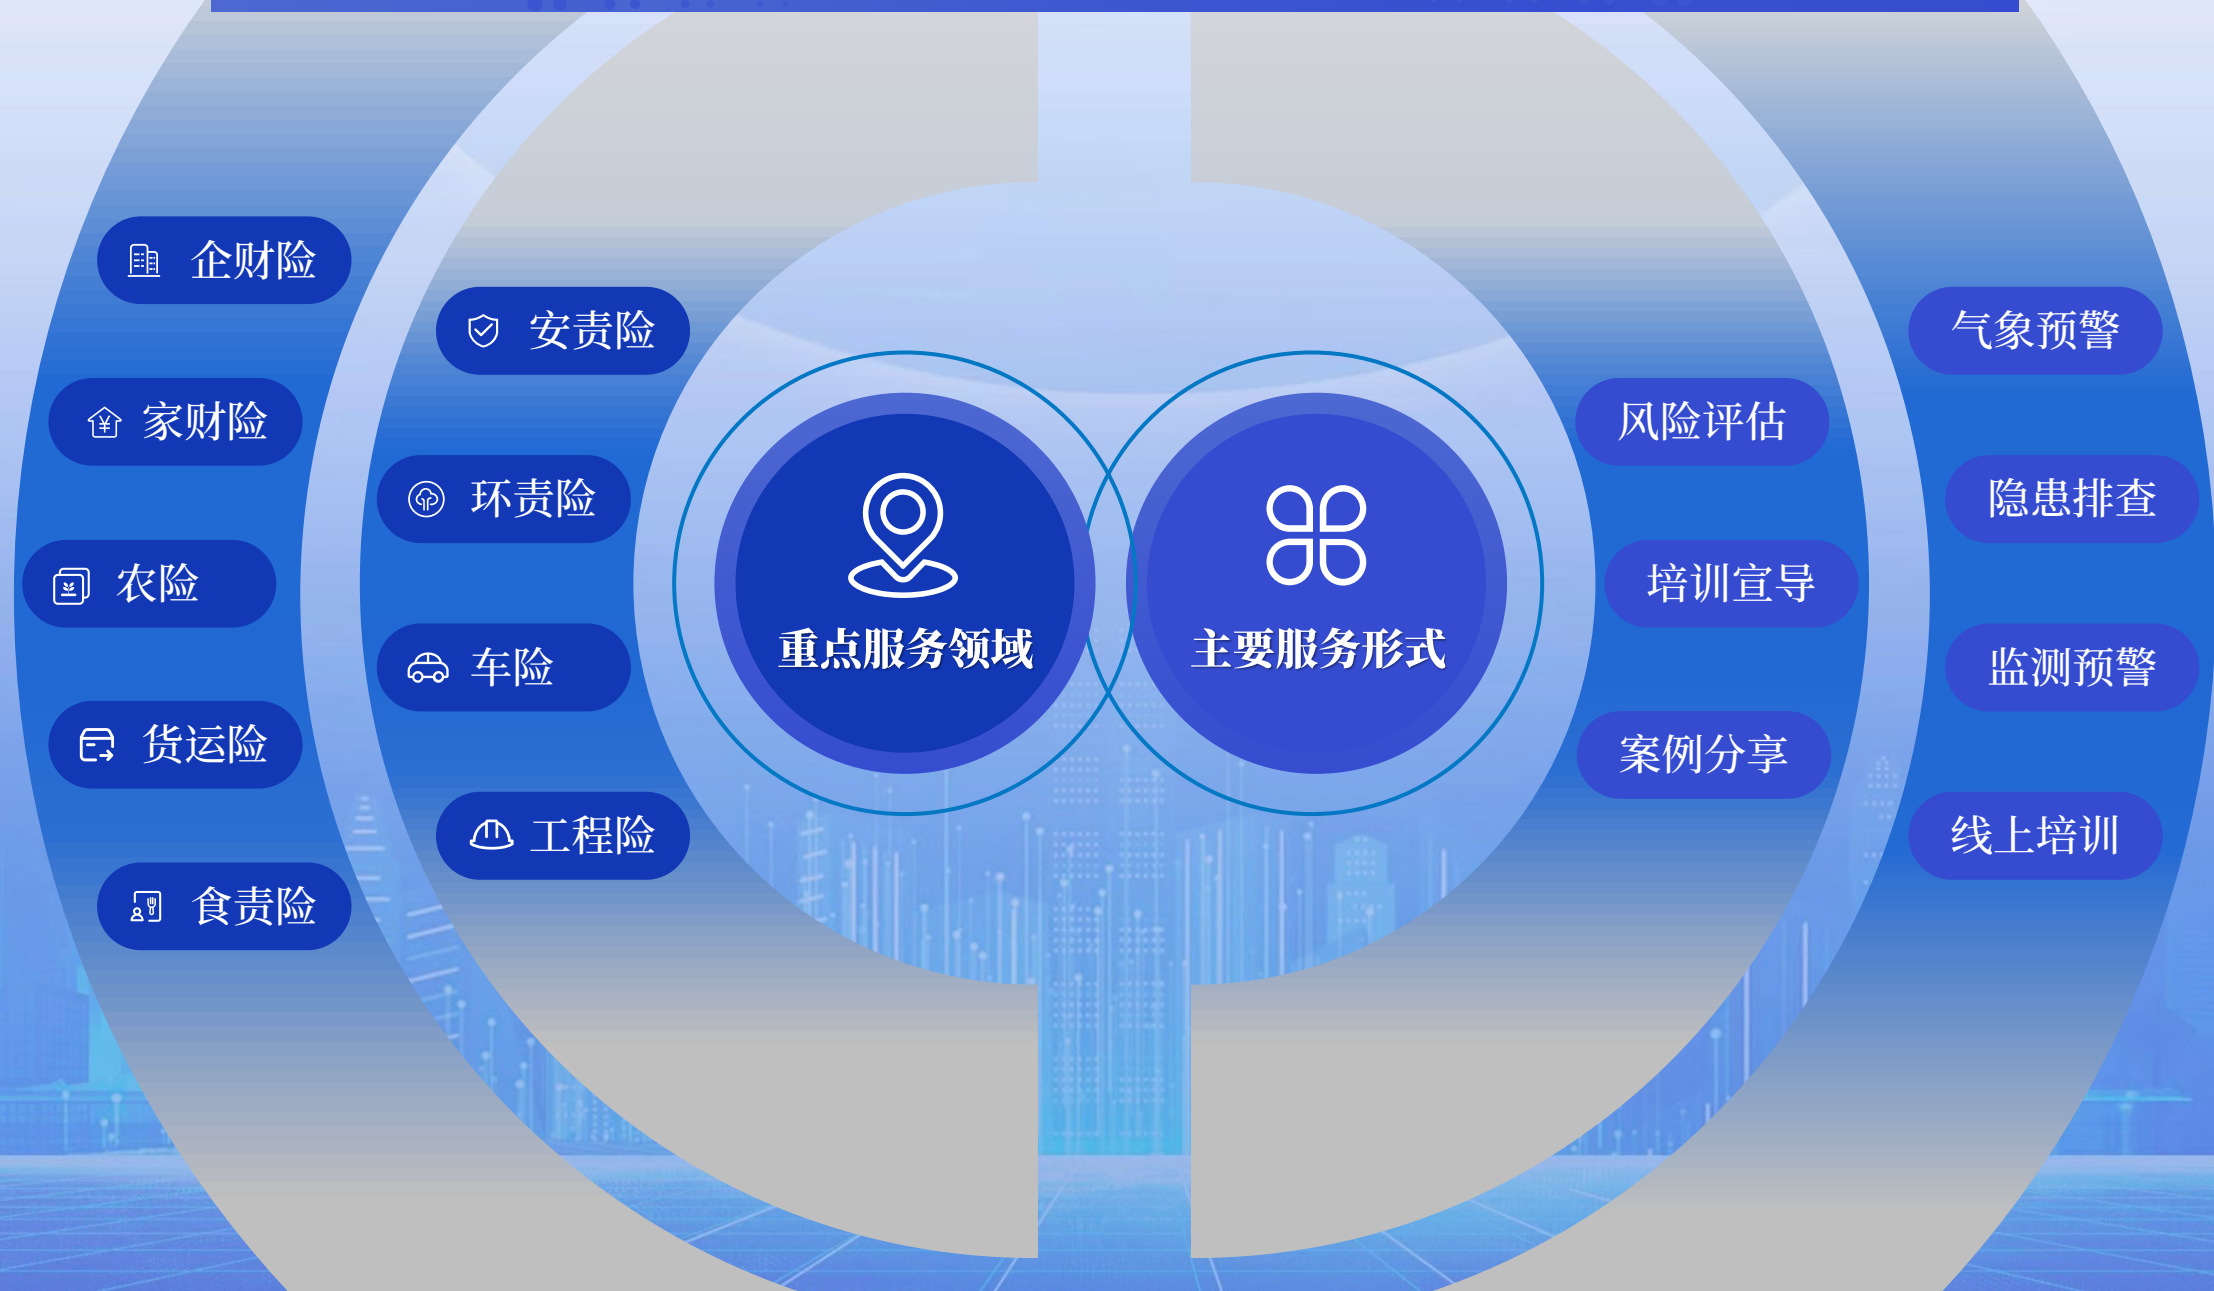 企财险
家财险
农险
货运险
食责险
安责险
环责险
车险
工程险
重点服务领域
主要服务形式
风险评估
培训宣导
案例分享
气象预警
隐患排查
监测预警
线上培训